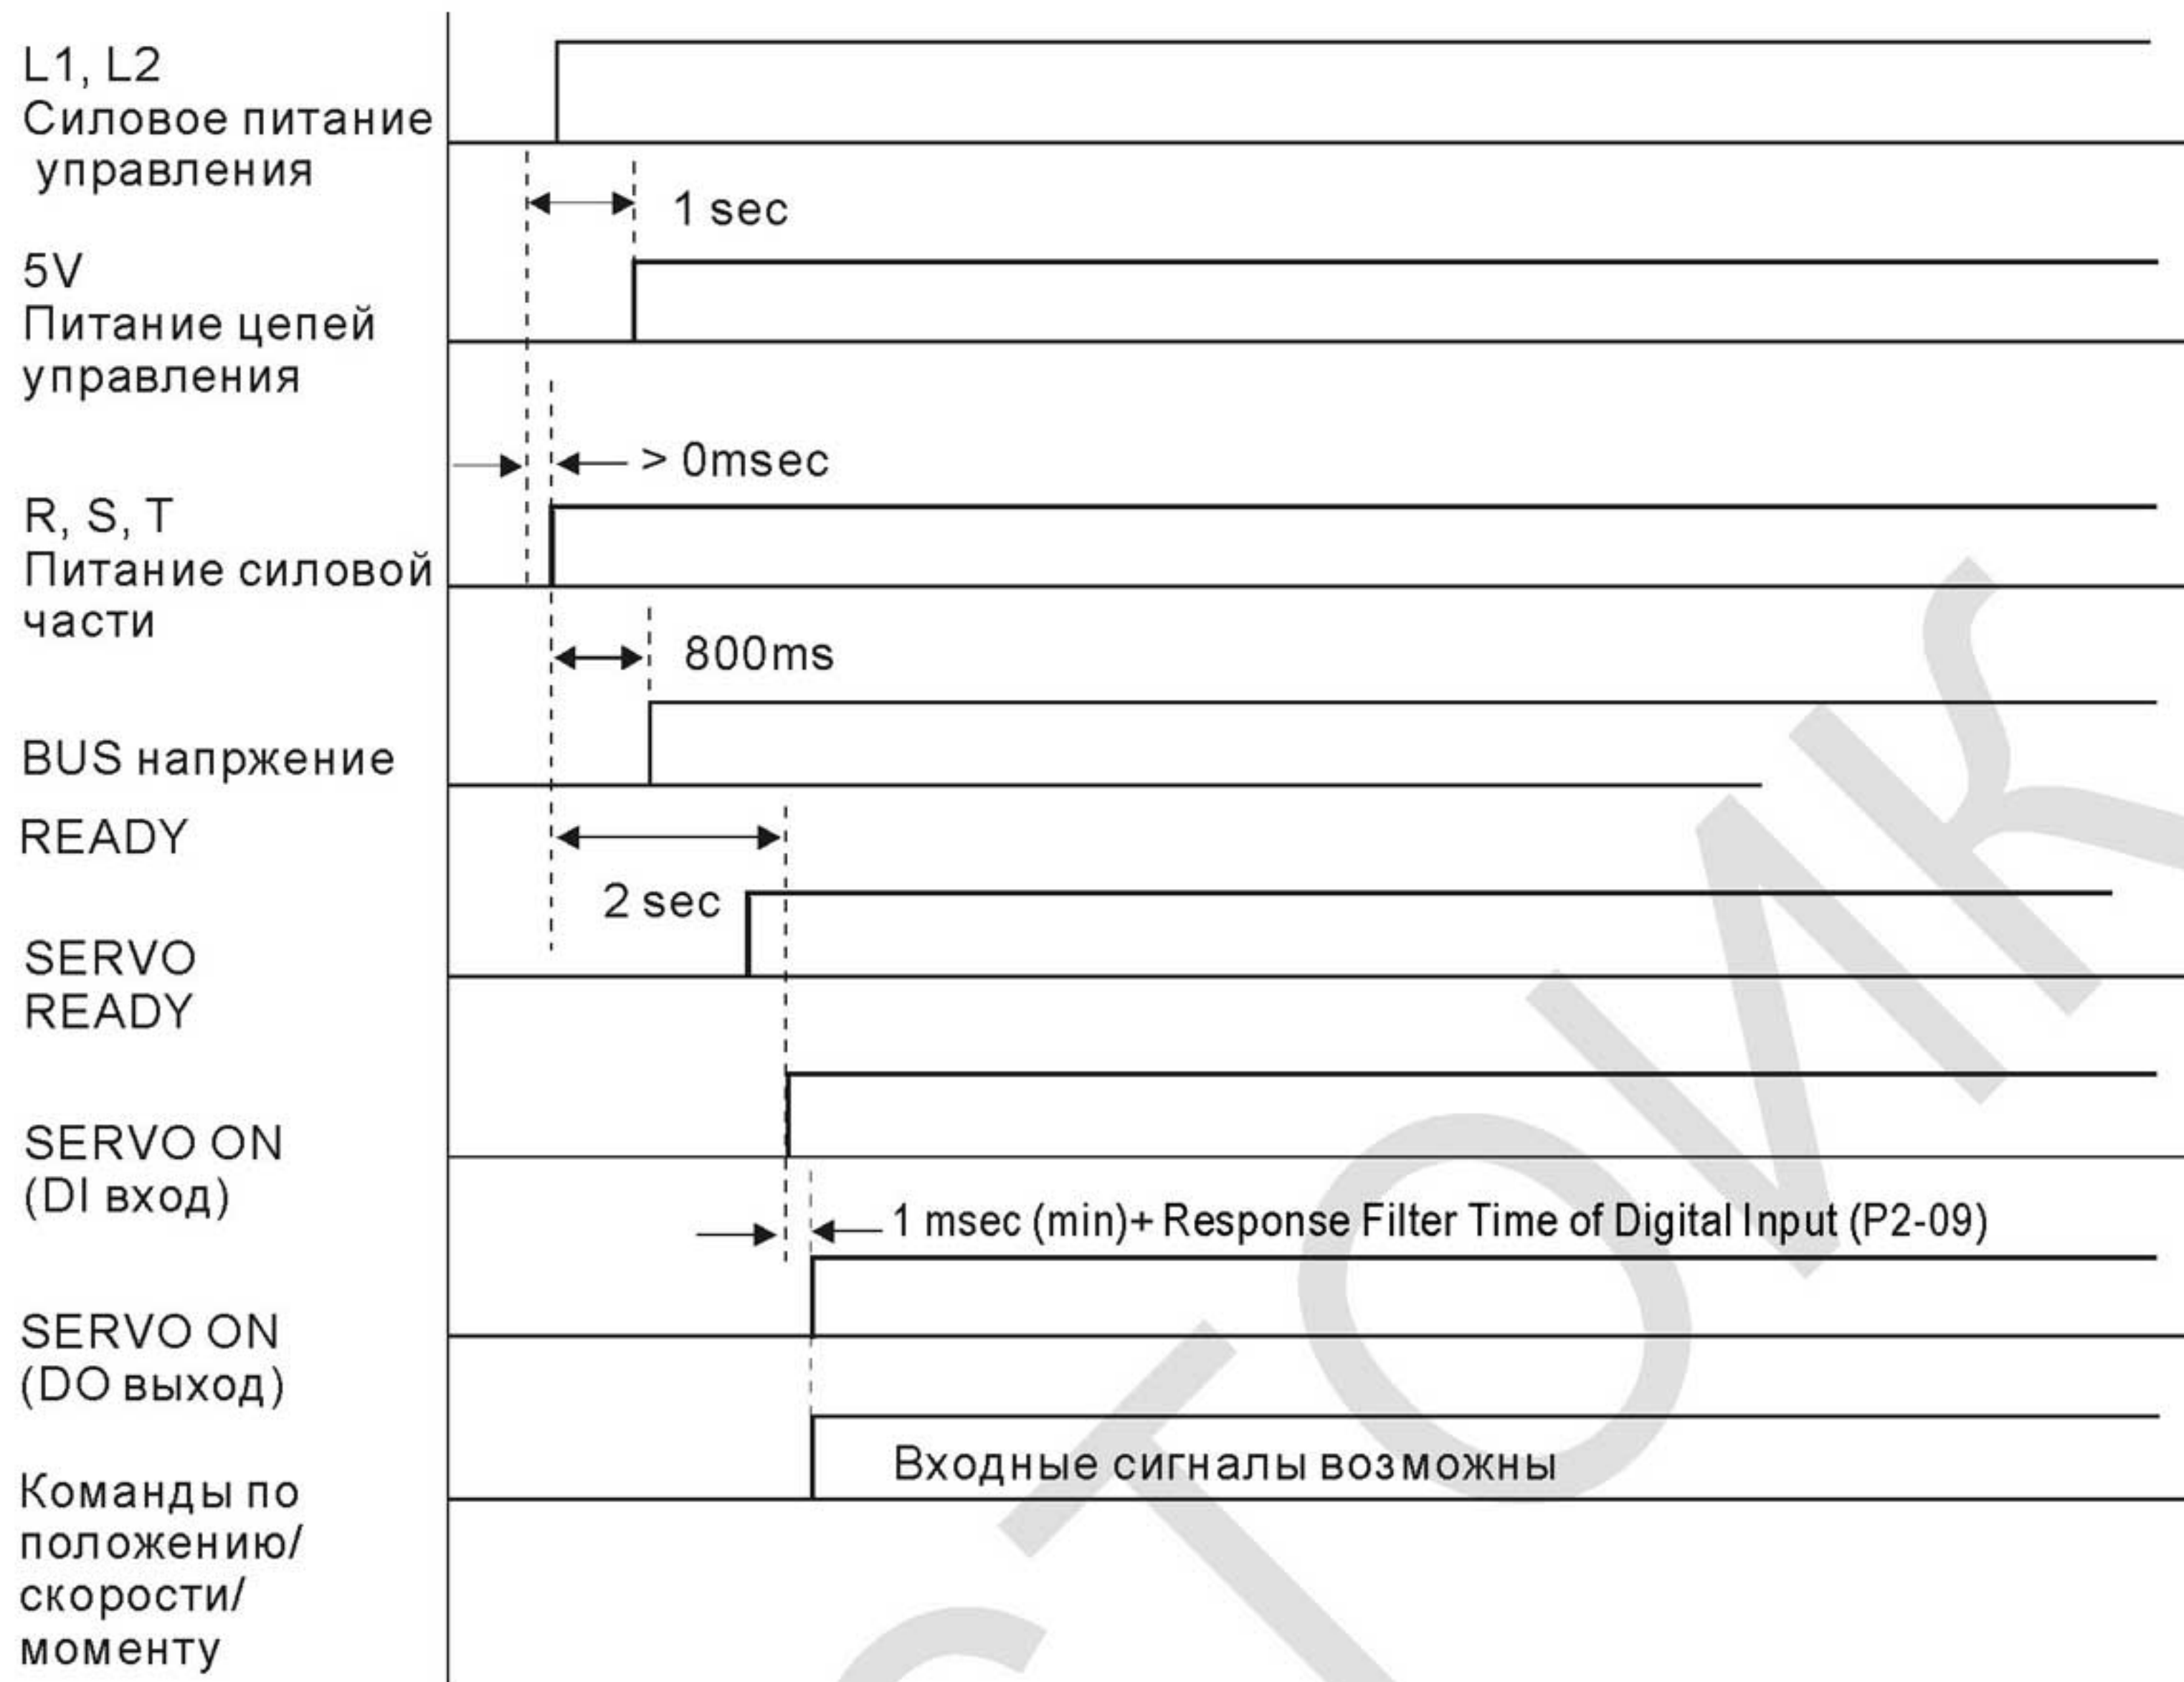 L1, L2
Силовое питание
управления
1 sec
5V
Питание цепей
управления
> 0msec
R, S, T
Питание силовой
части
800ms
BUS напржение
READY
2 sec
SERVO
READY
SERVO ON
(DI вход)
1 msec (min)+ Response Filter Time of Digital Input (P2-09)
SERVO ON
(DO выход)
Входные сигналы возможны
Команды по
положению/
скорости/
моменту
СТОИК